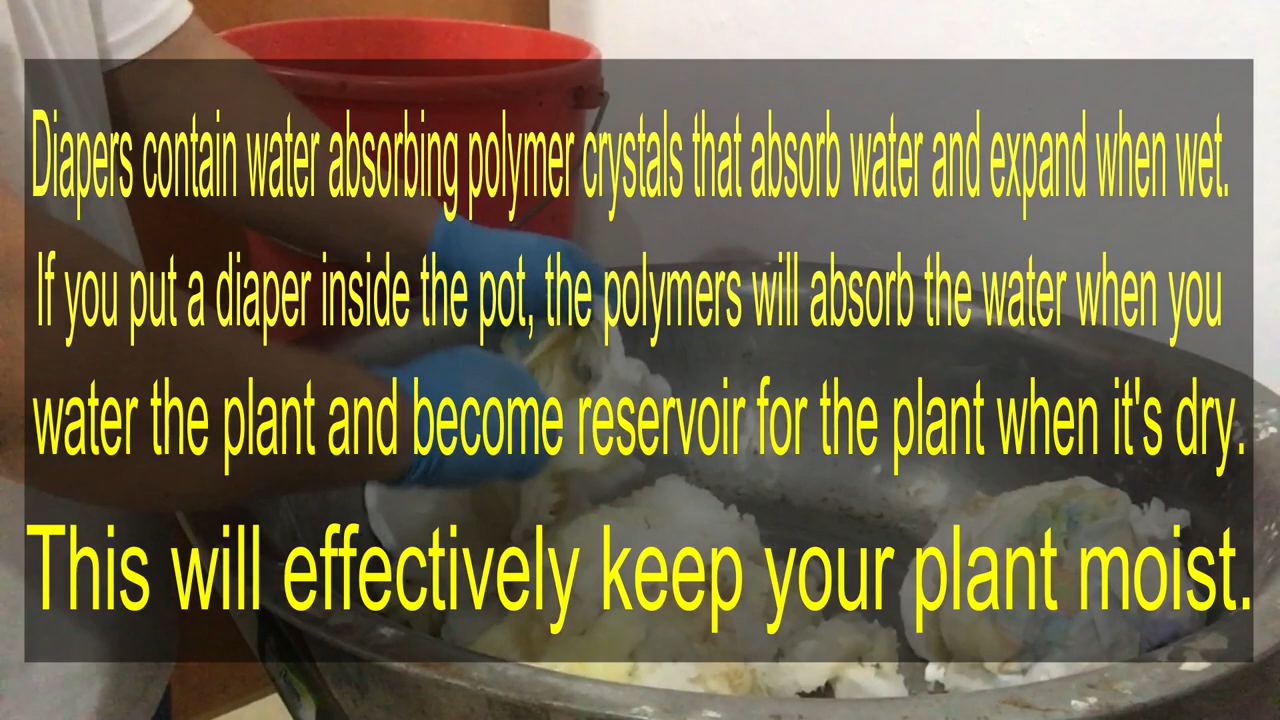 Diapers contain water absorbing polymer crystals that absorb water and expand when wet.
If you put a diaper inside the pot, the polymers will absorb the water when you
water the plant and become reservoir for the plant when it's dry.
This will effectively keep your plant moist.